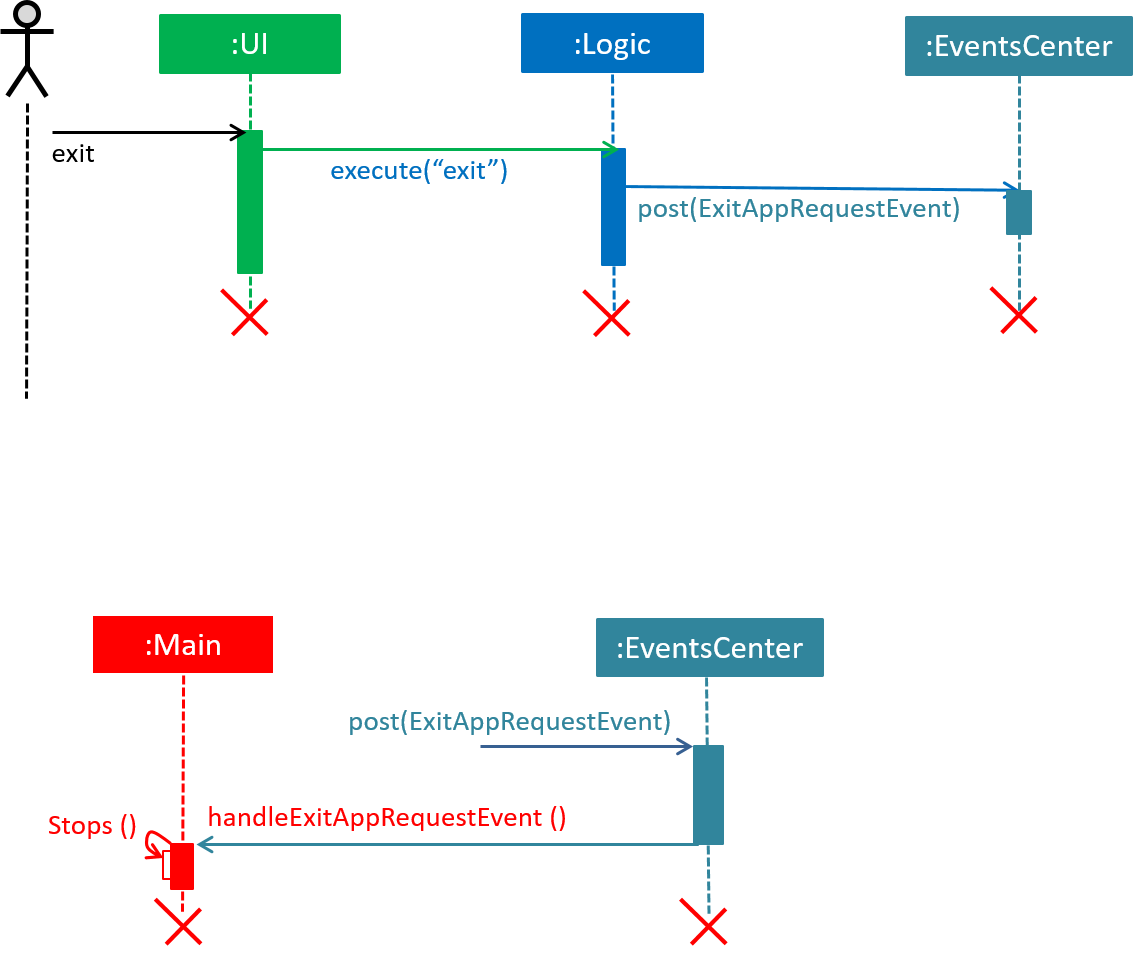 :UI
:Logic
:EventsCenter
exit
execute(“exit”)
post(ExitAppRequestEvent)
:Main
:EventsCenter
post(ExitAppRequestEvent)
handleExitAppRequestEvent ()
Stops ()